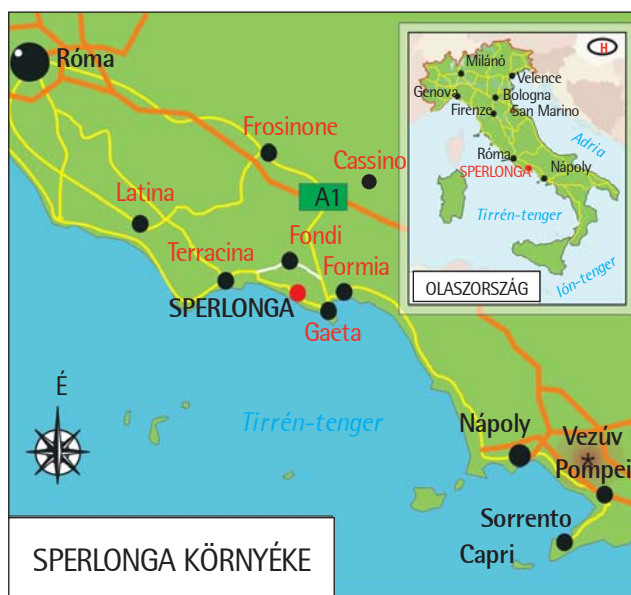 Róma
Frosinone
Cassino
A1
Latina
Fondi
Terracina
Formia
SPERLONGA
Gaeta
É
Tirrén-tenger
Nápoly
Vezúv
*
Pompei
Sorrento
Capri
SPERLONGA KÖRNYÉKE
H
Milánó
Velence
Genova
Bologna
Firenze
San Marino
Adria
Róma
SPERLONGA
Nápoly
Tirrén-tenger
Ión-tenger
OLASZORSZÁG